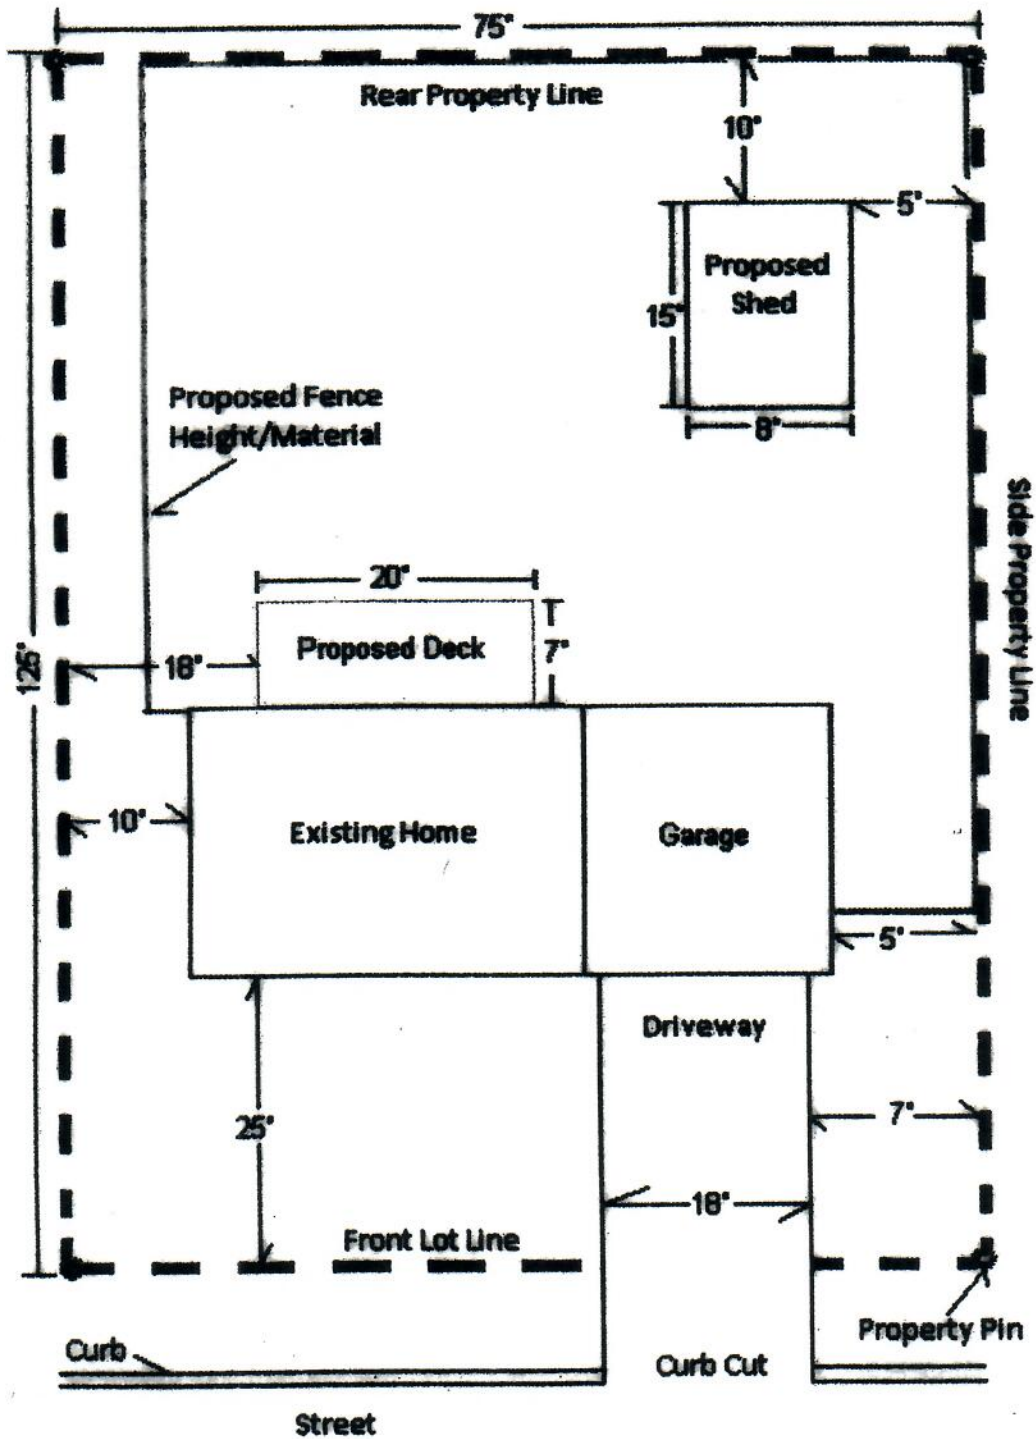 75'
Rear Property Line
10'
5'
Proposed
Shed
15'
8'
Proposed Fence
Height/Material
Side Property Line
20'
Proposed Deck
7'
18'
125'
10'
Existing Home
Garage
5'
Driveway
25'
7'
18'
Front Lot Line
Property Pin
Curb
Curb Cut
Street